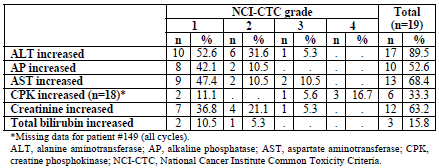 NCI-CTC grade Total
1 2 3 4 (n=19)
n % n % n % n % n %
ALT increased 10 52.6 6 31.6 1 5.3 . . 17 89.5
AP increased 8 42.1 2 10.5 . . . . 10 52.6
AST increased 9 47.4 2 10.5 2 10.5 . . 13 68.4
CPK increased (n=18)* 2 11.1 . . 1 5.6 3 16.7 6 33.3
Creatinine increased 7 36.8 4 21.1 1 5.3 . . 12 63.2
Total bilirubin increased 2 10.5 1 5.3 . . . . 3 15.8
*Missing data for patient #149 (all cycles).
ALT, alanine aminotransferase; AP, alkaline phosphatase; AST, aspartate aminotransferase; CPK,
creatine phosphokinase; NCI-CTC, National Cancer Institute Common Toxicity Criteria.